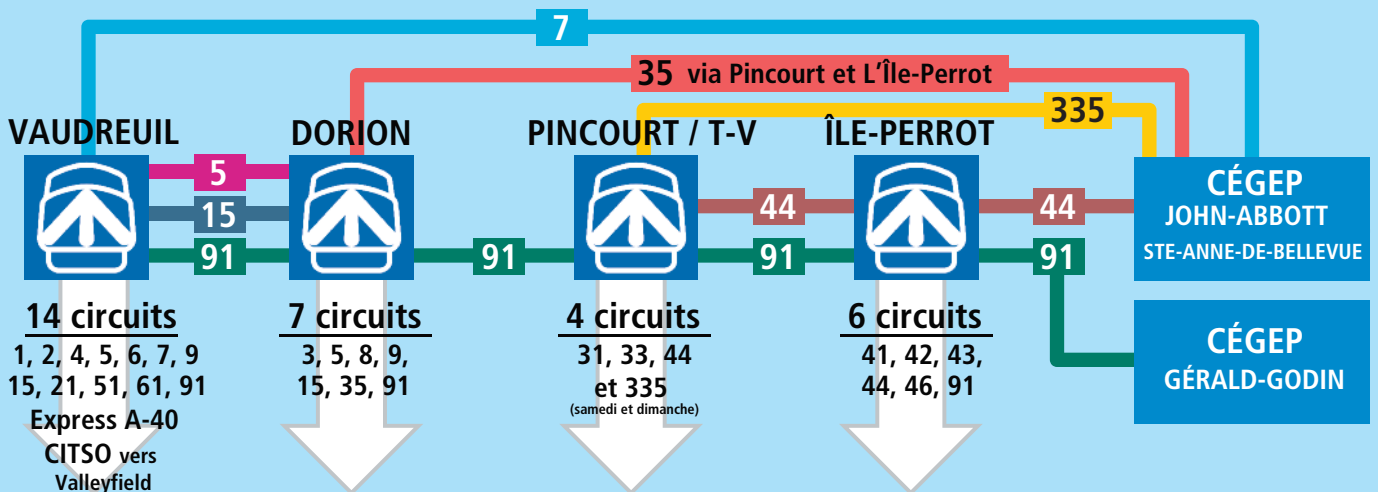 7
35 via Pincourt et L'Île-Perrot
335
VAUDREUIL
DORION
PINCOURT / T-V
ÎLE-PERROT
5
15
91
91
44
91
44
91
CÉGEP
JOHN-ABBOTT
STE-ANNE-DE-BELLEVUE
CÉGEP
GÉRALD-GODIN
14 circuits
1, 2, 4, 5, 6, 7, 9
15, 21, 51, 61, 91
Express A-40
CITSO vers
Valleyfield
7 circuits
3, 5, 8, 9,
15, 35, 91
4 circuits
31, 33, 44
et 335
(samedi et dimanche)
6 circuits
41, 42, 43,
44, 46, 91